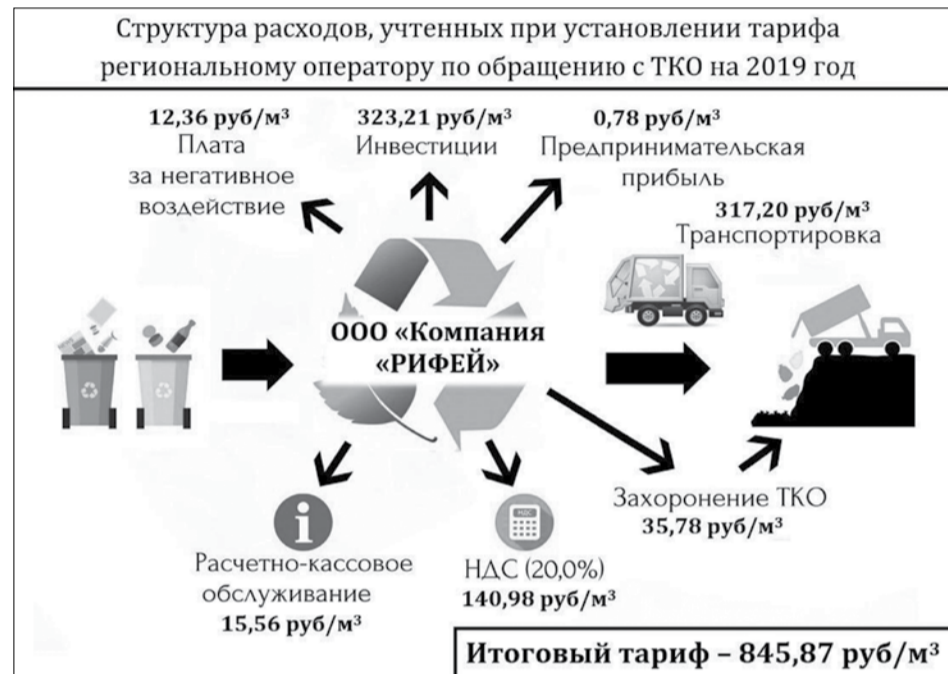 Структура расходов, учтенных при установлении тарифа
региональному оператору по обращению с ТКО на 2019 год
12,36 руб/м³
Плата
за негативное
воздействие
323,21 руб/м³
Инвестиции
0,78 руб/м³
Предпринимательская
прибыль
317,20 руб/м³
Транспортировка
ООО «Компания
«РИФЕЙ»
Расчетно-кассовое
обслуживание
15,56 руб/м³
НДС
НДС (20,0%)
140,98 руб/м³
Захоронение ТКО
35,78 руб/м³
Итоговый тариф – 845,87 руб/м³